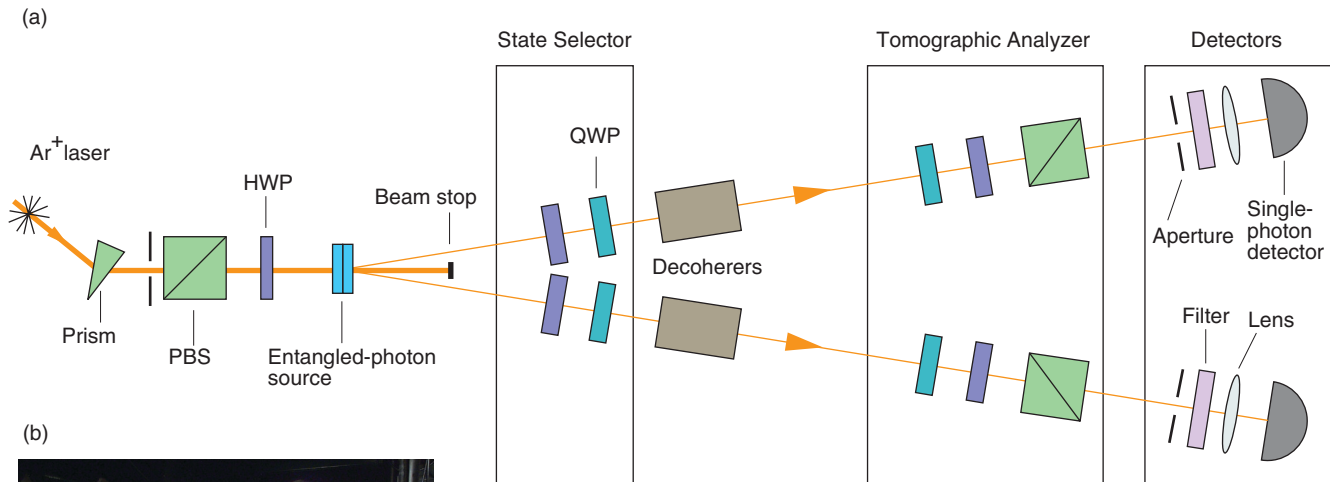 (a)
State Selector
Tomographic Analyzer
Detectors
Ar+ laser
HWP
QWP
Beam stop
Prism
PBS
Entangled-photon
source
Decoherers
Aperture
Single-
photon
detector
Filter
Lens
(b)